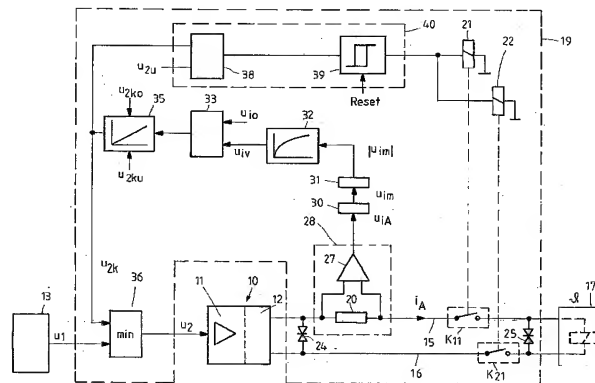 40
21
22
19
u2u
38
39
Reset
u2ko
35
33
uio
32
uiv
|uim|
u2ku
31
uim
30
uiA
28
27
u2k
36
13
11
10
12
20
iA
15
K11
ϑ
17
u1
min
u2
24
25
16
K21